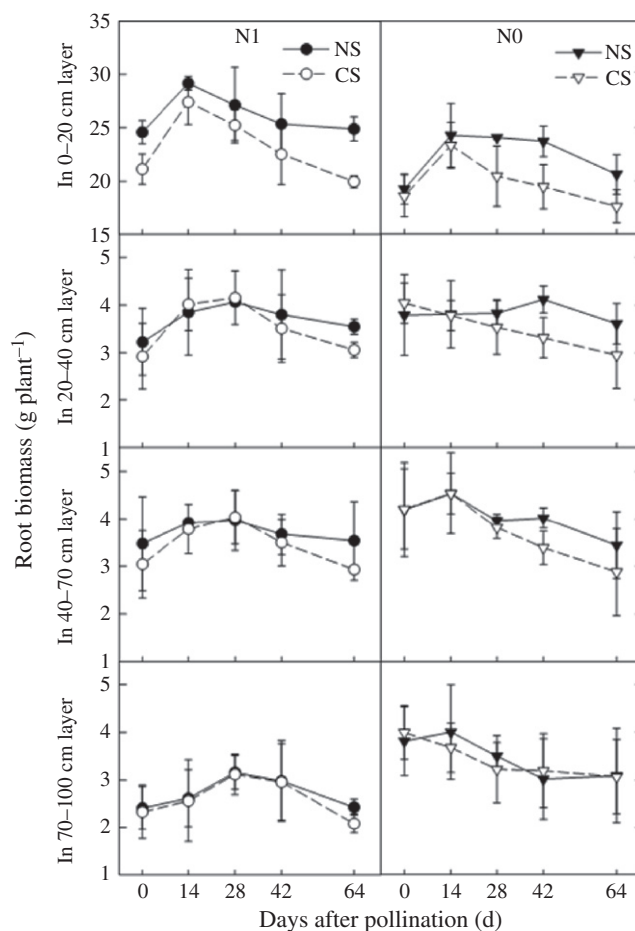 N1
N0
NS
CS
NS
CS
Root biomass (g plant⁻¹)
In 0–20 cm layer
35
30
25
20
15
In 20–40 cm layer
5
4
3
2
1
In 40–70 cm layer
5
4
3
2
1
In 70–100 cm layer
5
4
3
2
1
0 14 28 42 64 0 14 28 42 64
Days after pollination (d)